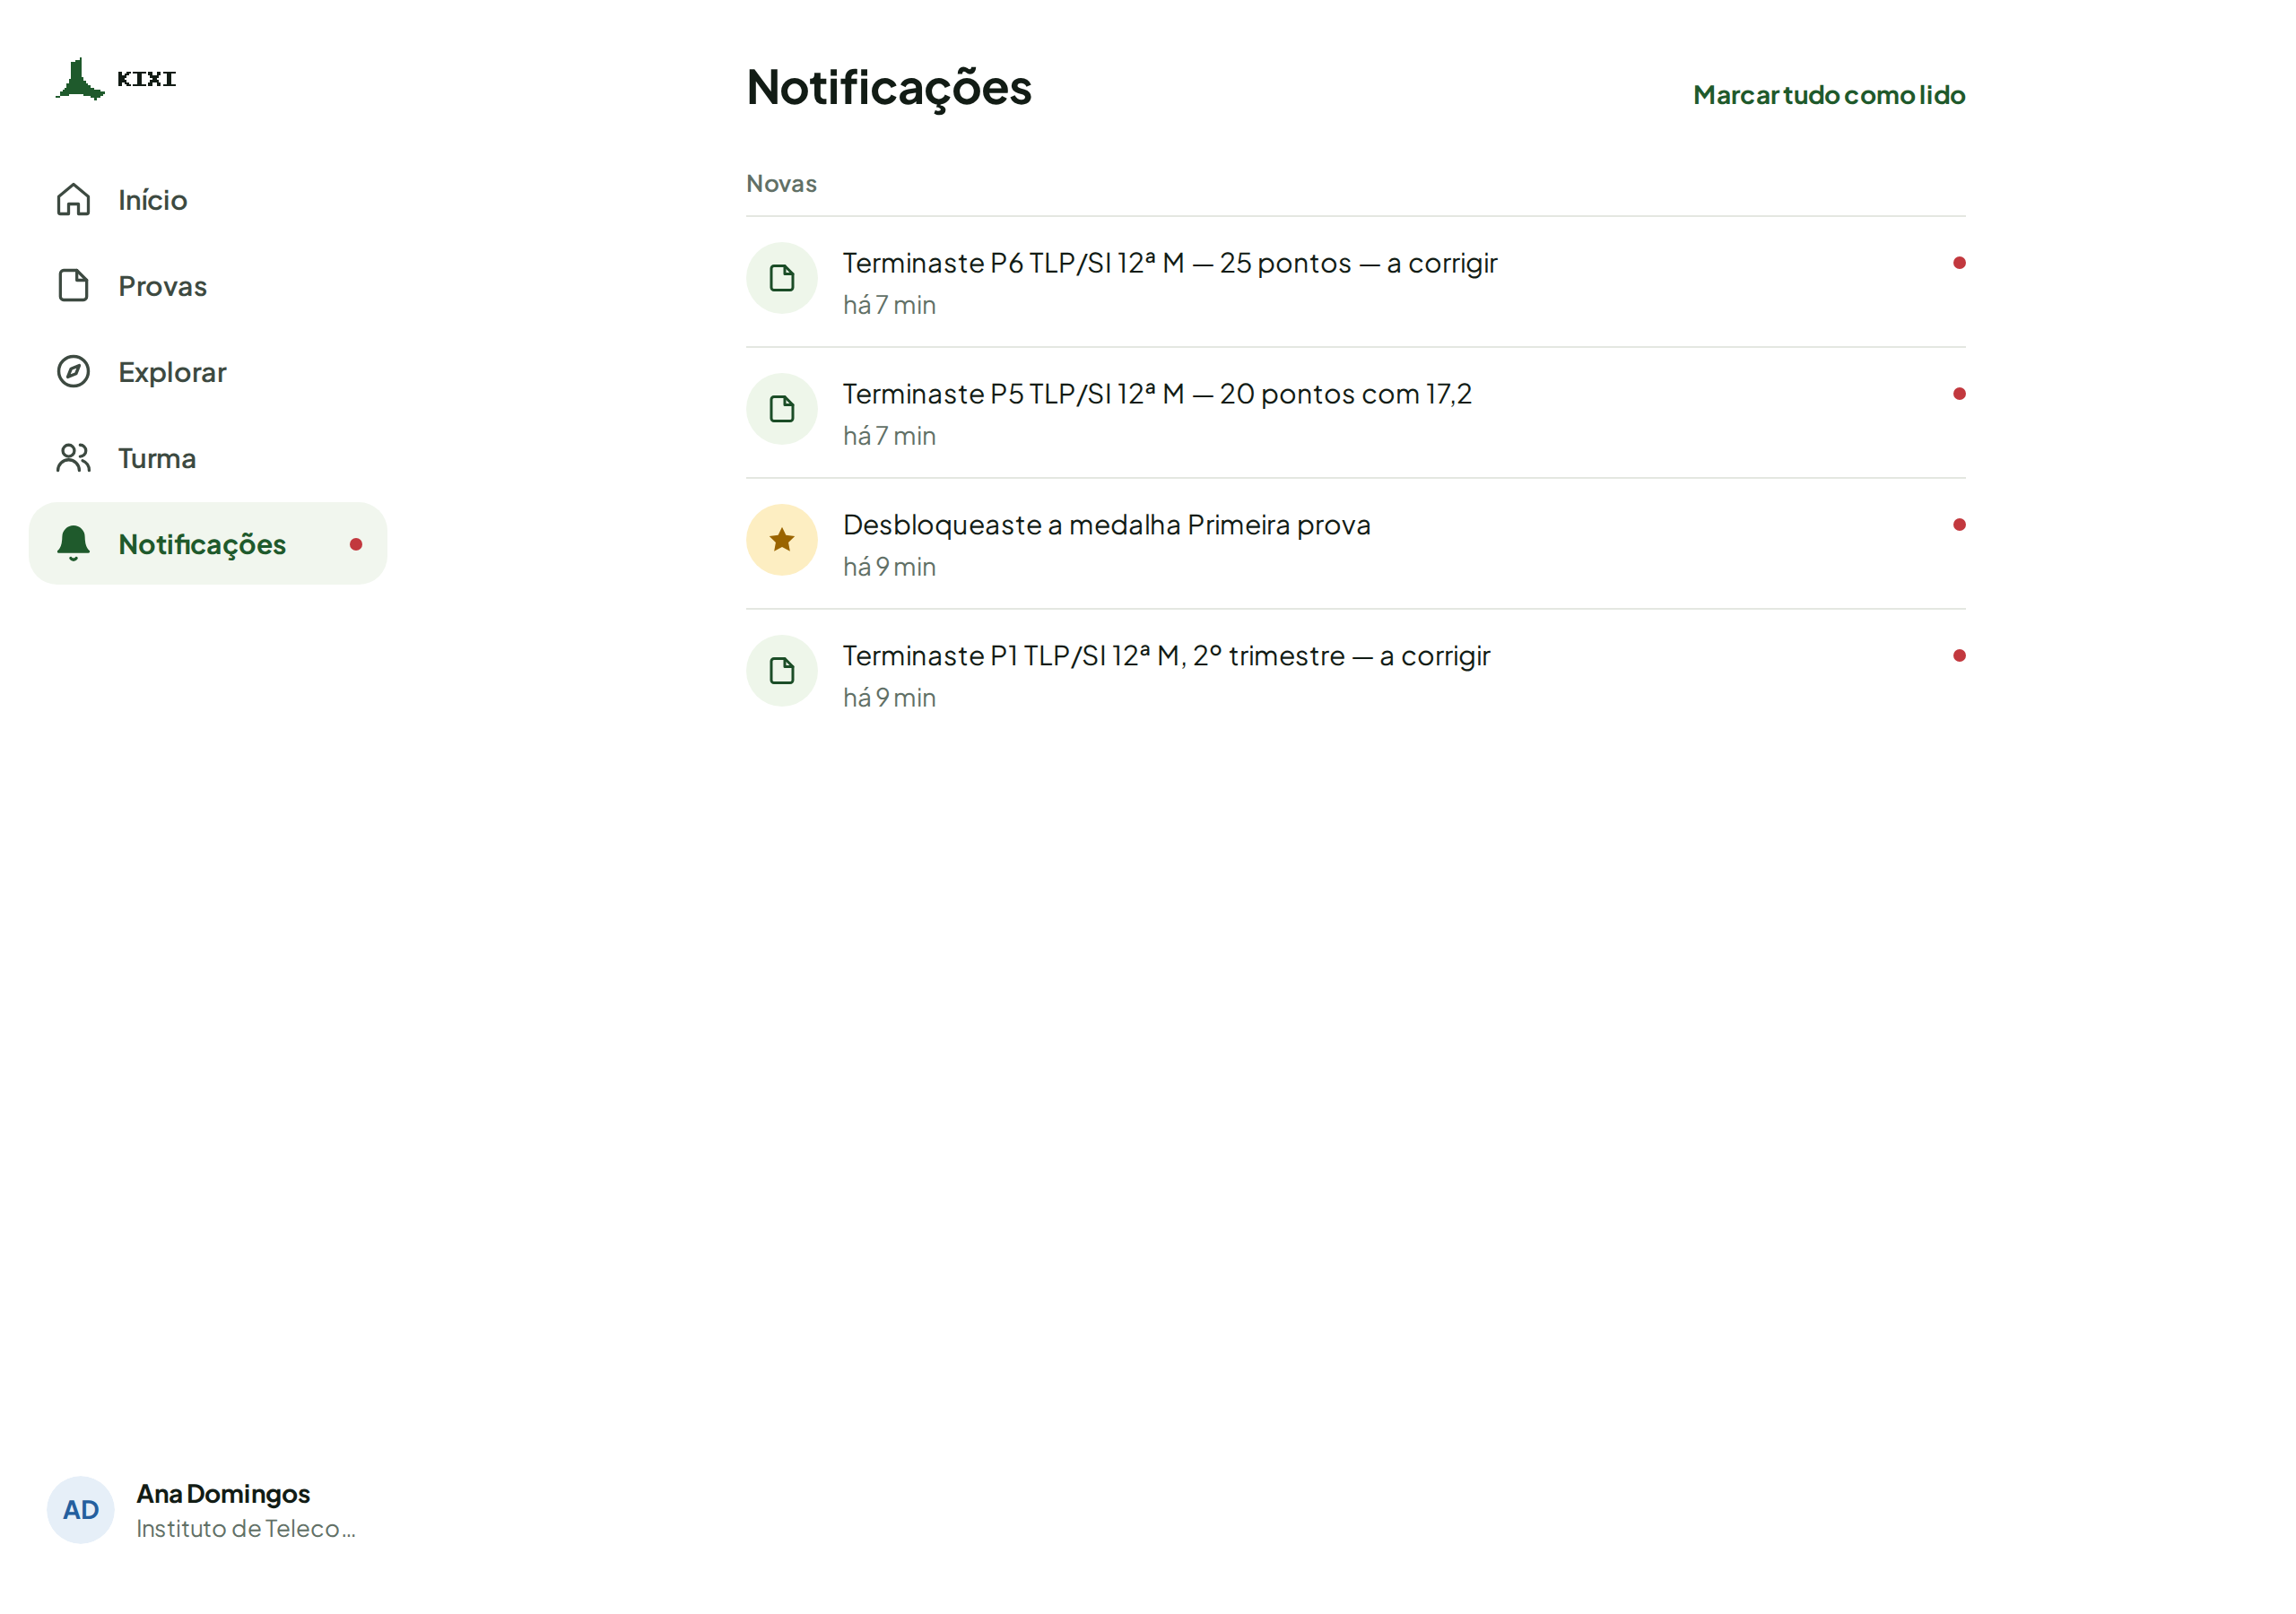 KIXI
Início
Provas
Explorar
Turma
Notificações
Ana Domingos
Instituto de Teleco...
Notificações
Marcar tudo como lido
Novas
Terminaste P6 TLP/SI 12ª M — 25 pontos — a corrigir
há 7 min
Terminaste P5 TLP/SI 12ª M — 20 pontos com 17,2
há 7 min
Desbloqueaste a medalha Primeira prova
há 9 min
Terminaste P1 TLP/SI 12ª M, 2º trimestre — a corrigir
há 9 min
AD